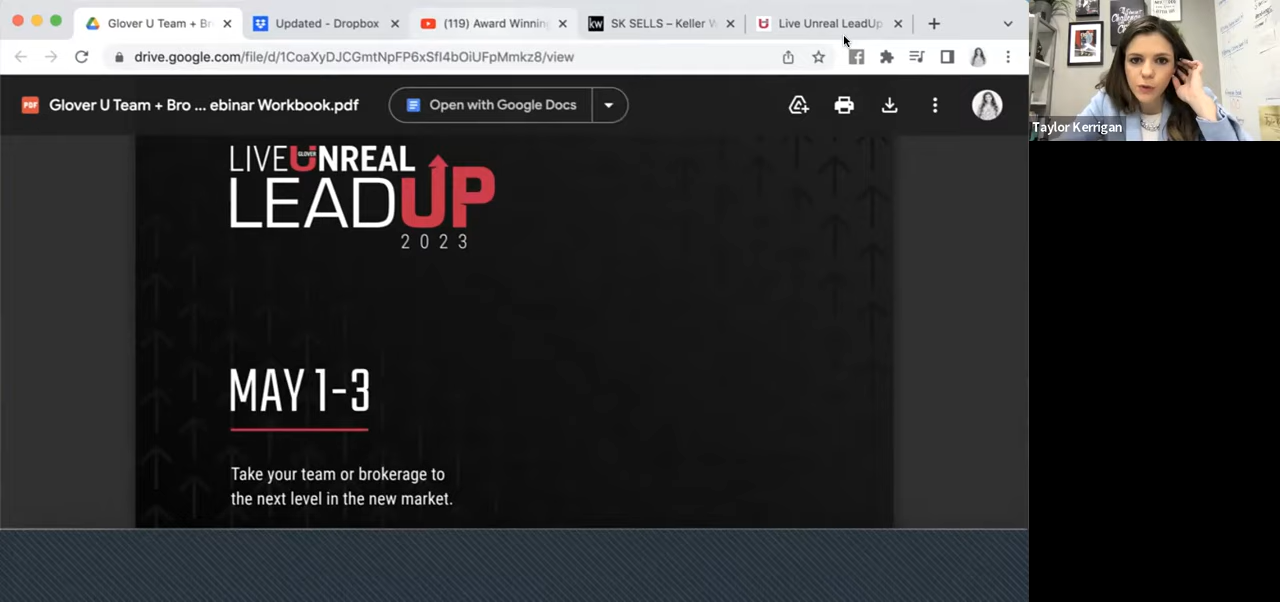 Glover U Team + Br
Updated - Dropbox
(119) Award Winning
kw
SK SELLS – Keller W
Live Unreal LeadUp
drive.google.com/file/d/1CoaXyDJCGmtNpFP6xSfI4bOiUFpMmkz8/view
PDF
Glover U Team + Bro ... ebinar Workbook.pdf
Open with Google Docs
Taylor Kerrigan
LIVE UNREAL
GLOVER
LEADUP
2023
MAY 1-3
Take your team or brokerage to
the next level in the new market.